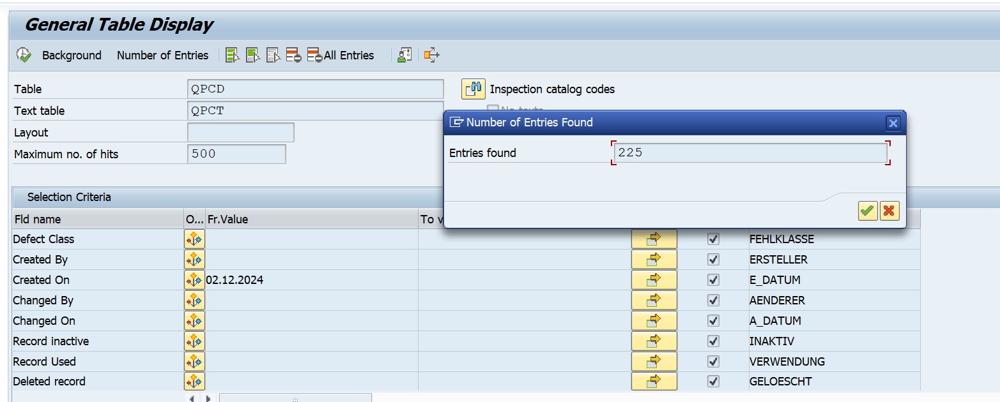 General Table Display
Background Number of Entries All Entries
Table QPCD Inspection catalog codes
Text table QPCT
Layout
Maximum no. of hits 500
Number of Entries Found
Entries found 225
Selection Criteria
Fld name O... Fr.Value To v
Defect Class FEHLKLASSE
Created By ERSTELLER
Created On 02.12.2024 E_DATUM
Changed By AENDERER
Changed On A_DATUM
Record inactive INAKTIV
Record Used VERWENDUNG
Deleted record GELOESCHT